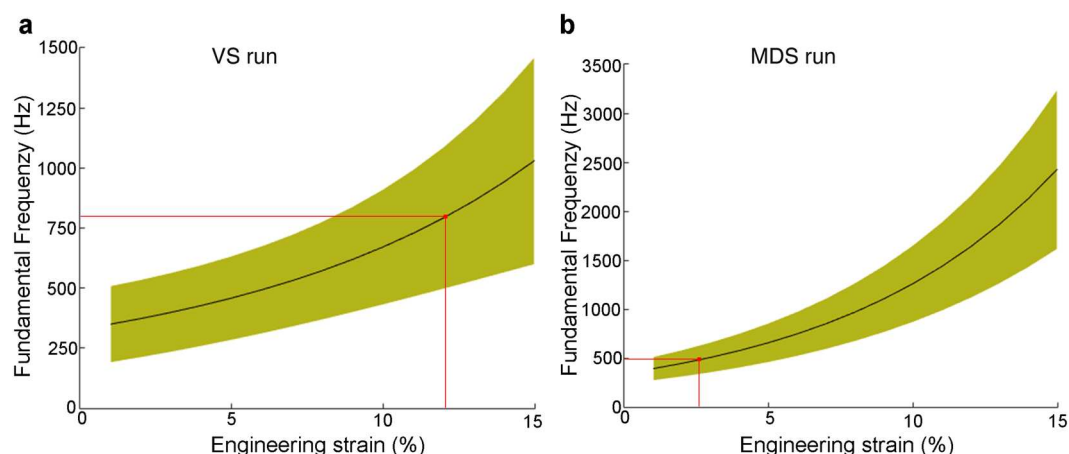 a
VS run
Fundamental Frequenzy (Hz)
1500
1250
1000
750
500
250
0
0 5 10 15
Engineering strain (%)
b
MDS run
Fundamental Frequenzy (Hz)
3500
3000
2500
2000
1500
1000
500
0
0 5 10 15
Engineering strain (%)